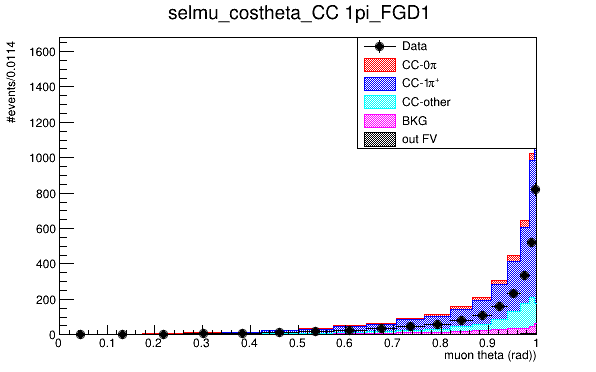 selmu_costheta_CC 1pi_FGD1
#events/0.0114
1600
1400
1200
1000
800
600
400
200
0
Data
CC-0π
CC-1π⁺
CC-other
BKG
out FV
0 0.1 0.2 0.3 0.4 0.5 0.6 0.7 0.8 0.9 1
muon theta (rad))